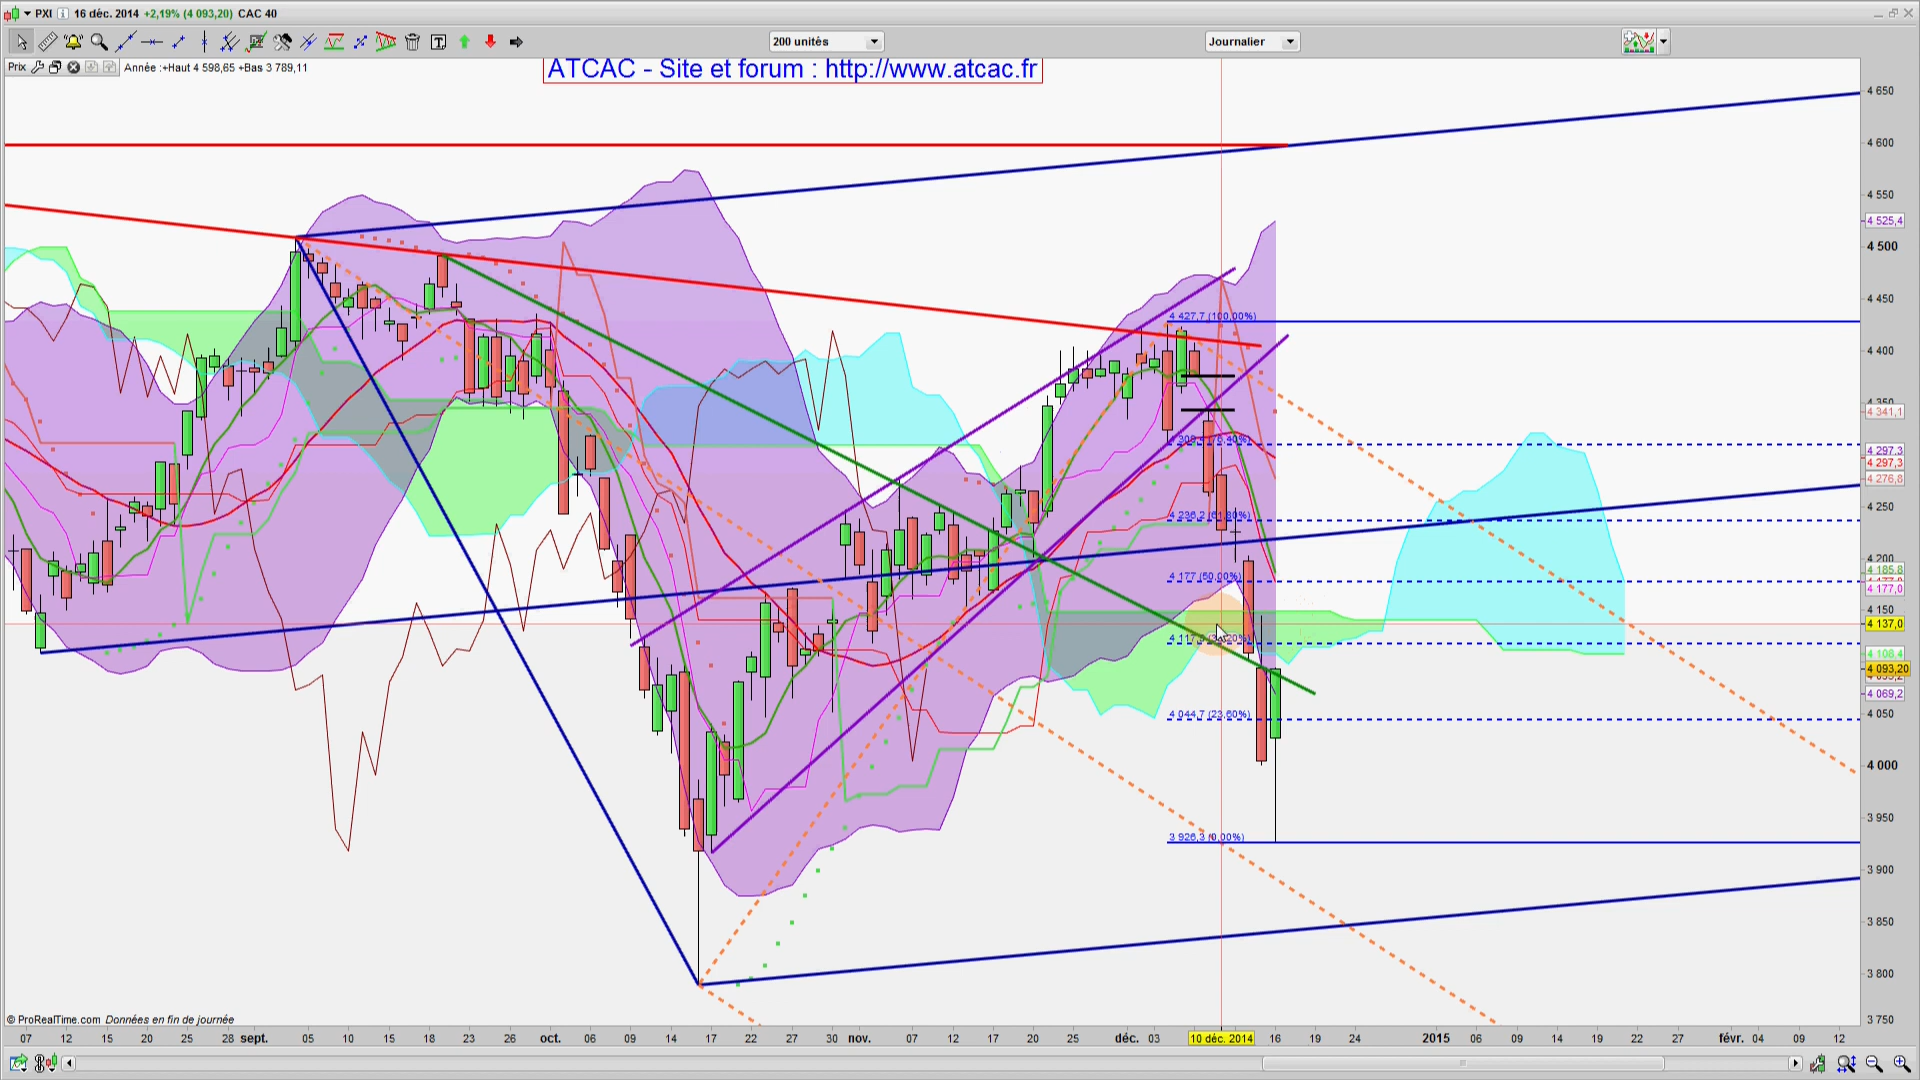 PXI 16 déc. 2014 +2,19% (4 093,20) CAC 40
200 unités
Journalier
Prix
Année :+Haut 4 598,65 +Bas 3 789,11
ATCAC - Site et forum : http://www.atcac.fr
4 650
4 600
4 550
4 525,4
4 500
4 450
4 427,7 (100,00%)
4 400
4 341,1
4 297,3
4 297,3
4 276,8
4 250
4 236,2 (61,80%)
4 200
4 185,8
4 177 (50,00%)
4 177,0
4 150
4 137,0
4 108,4
4 093,20
4 069,2
4 050
4 044,7 (23,60%)
4 000
3 950
3 926,3 (0,00%)
3 900
3 850
3 800
3 750
© ProRealTime.com Données en fin de journée
07 12 15 20 25 28 sept. 05 10 15 18 23 26 oct. 06 09 14 17 22 27 30 nov. 07 12 17 20 25 déc. 03 10 déc. 2014 16 19 24 2015 06 09 14 19 22 27 févr. 04 09 12